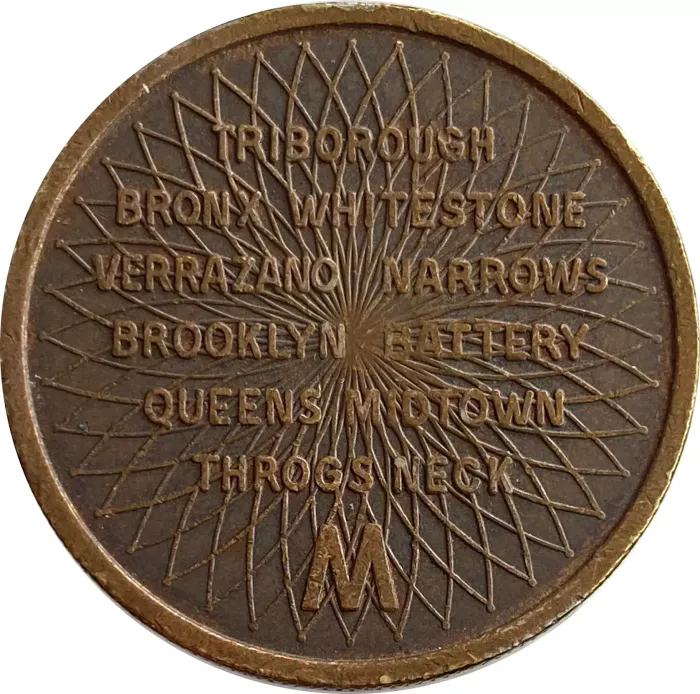 TRIBOROUGH
BRONX WHITESTONE
VERRAZANO NARROWS
BROOKLYN BATTERY
QUEENS MIDTOWN
THROGS NECK
M